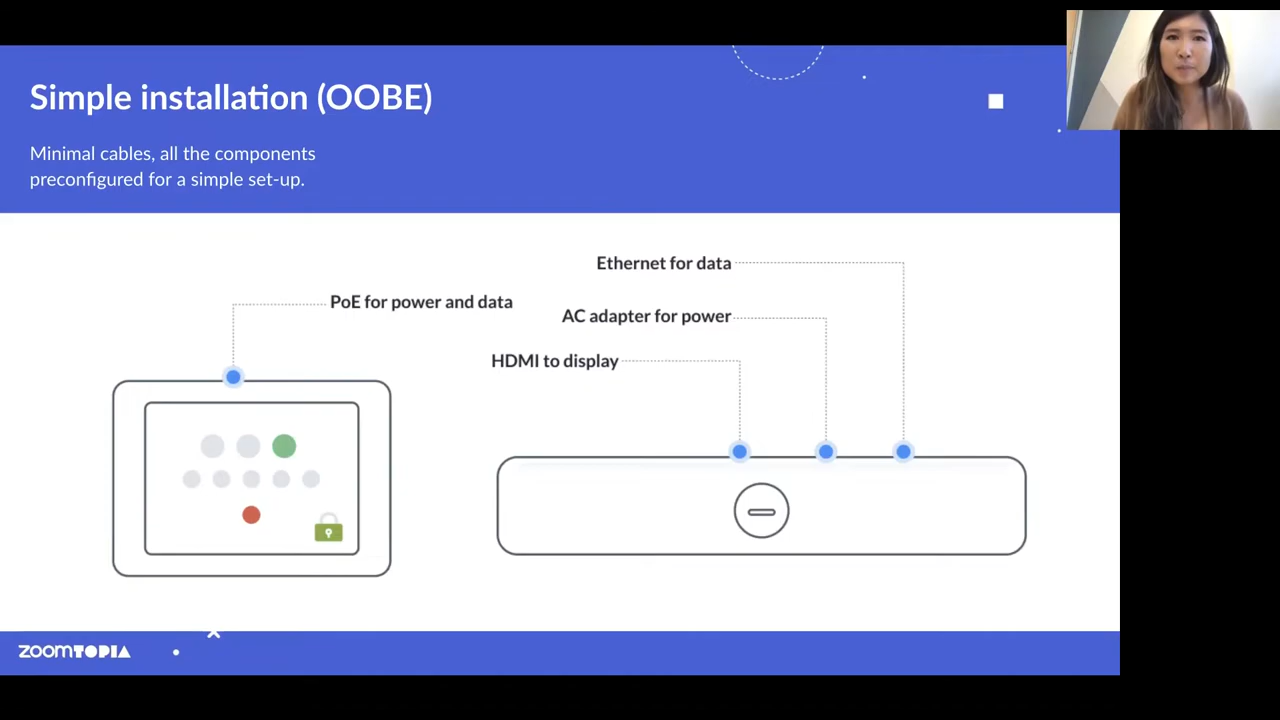 Simple installation (OOBE)
Minimal cables, all the components
preconfigured for a simple set-up.
Ethernet for data
PoE for power and data
AC adapter for power
HDMI to display
zoomTOPIA